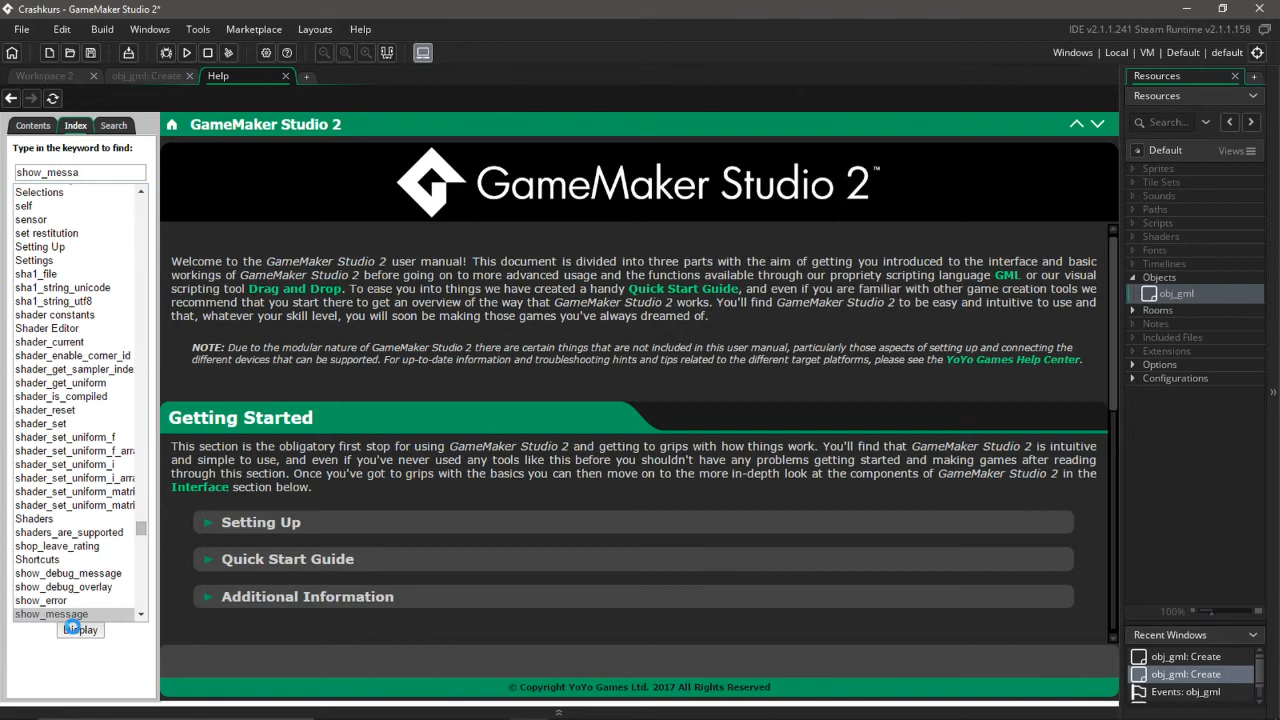 Crashkurs - GameMaker Studio 2*
File Edit Build Windows Tools Marketplace Layouts Help
IDE v2.1.1.241 Steam Runtime v2.1.1.158
Windows | Local | VM | Default | default
Workspace 2
obj_gml: Create
Help
Contents Index Search
Type in the keyword to find:
show_messa
Selections
self
sensor
set restitution
Setting Up
Settings
sha1_file
sha1_string_unicode
sha1_string_utf8
shader constants
Shader Editor
shader_current
shader_enable_corner_id
shader_get_sampler_index
shader_get_uniform
shader_is_compiled
shader_reset
shader_set
shader_set_uniform_f
shader_set_uniform_f_arra
shader_set_uniform_i
shader_set_uniform_i_arra
shader_set_uniform_matri
shader_set_uniform_matri
Shaders
shaders_are_supported
shop_leave_rating
Shortcuts
show_debug_message
show_debug_overlay
show_error
show_message
Display
GameMaker Studio 2
GameMaker Studio 2™
Welcome to the GameMaker Studio 2 user manual! This document is divided into three parts with the aim of getting you introduced to the interface and basic
workings of GameMaker Studio 2 before going on to more advanced usage and the functions available through our propriety scripting language GML or our visual
scripting tool Drag and Drop. To ease you into things we have created a handy Quick Start Guide, and even if you are familiar with other game creation tools we
recommend that you start there to get an overview of the way that GameMaker Studio 2 works. You'll find GameMaker Studio 2 to be easy and intuitive to use and
that, whatever your skill level, you will soon be making those games you've always dreamed of.
NOTE: Due to the modular nature of GameMaker Studio 2 there are certain things that are not included in this user manual, particularly those aspects of setting up and connecting the
different devices that can be supported. For up-to-date information and troubleshooting hints and tips related to the different target platforms, please see the YoYo Games Help Center.
Getting Started
This section is the obligatory first stop for using GameMaker Studio 2 and getting to grips with how things work. You'll find that GameMaker Studio 2 is intuitive
and simple to use, and even if you've never used any tools like this before you shouldn't have any problems getting started and making games after reading
through this section. Once you've got to grips with the basics you can then move on to the more in-depth look at the components of GameMaker Studio 2 in the
Interface section below.
Setting Up
Quick Start Guide
Additional Information
© Copyright YoYo Games Ltd. 2017 All Rights Reserved
Resources
Resources
Search...
Default Views
Sprites
Tile Sets
Sounds
Paths
Scripts
Shaders
Fonts
Timelines
Objects
obj_gml
Rooms
Notes
Included Files
Extensions
Options
Configurations
100%
Recent Windows
obj_gml: Create
obj_gml: Create
Events: obj_gml